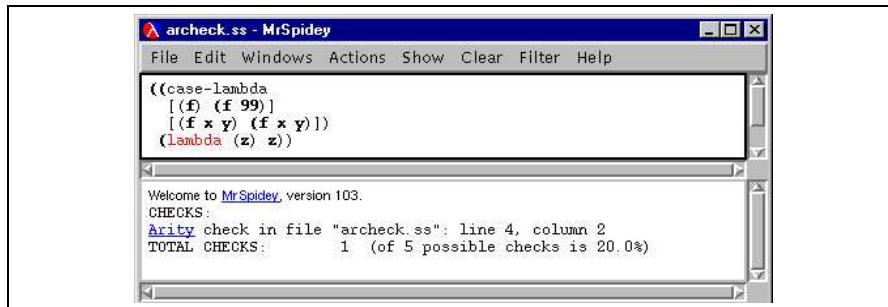 archeck.ss - MrSpidey
File Edit Windows Actions Show Clear Filter Help
((case-lambda
[(f) (f 99)]
[(f x y) (f x y)])
(lambda (z) z))
Welcome to MrSpidey, version 103.
CHECKS:
Arity check in file "archeck.ss": line 4, column 2
TOTAL CHECKS: 1 (of 5 possible checks is 20.0%)